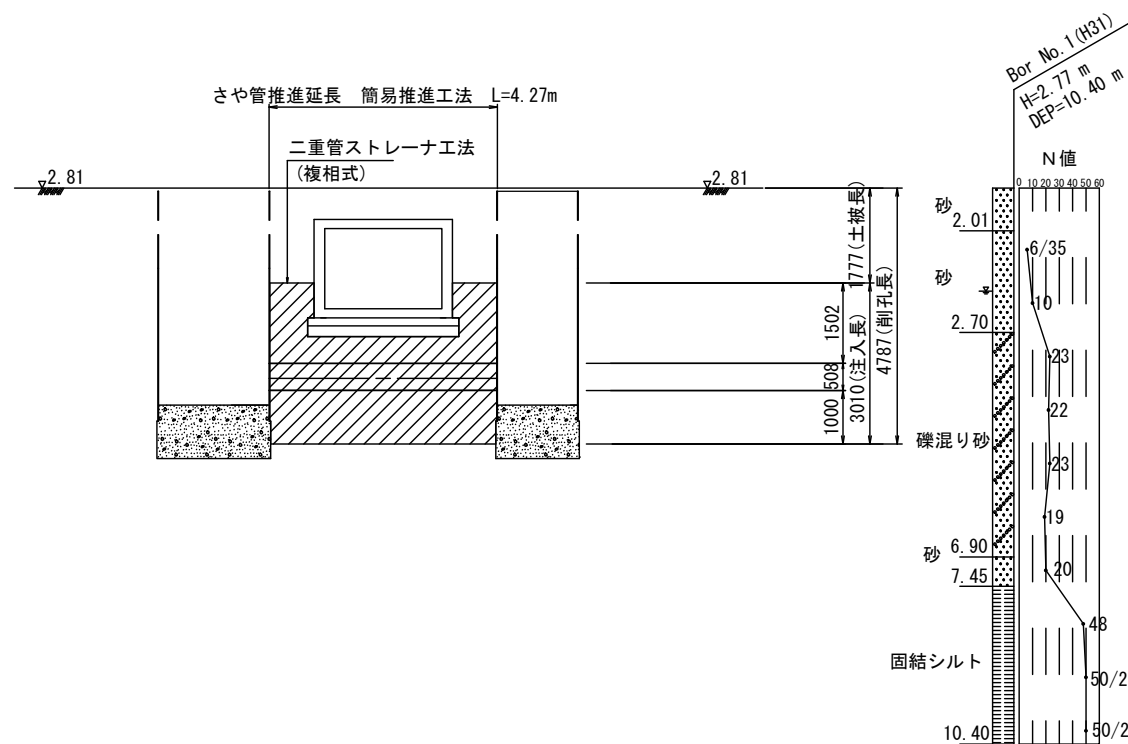 さや管推進延長 簡易推進工法 L=4.27m
二重管ストレーナ工法
(複相式)
2.81
2.81
1777(土被長)
1502
508
1000
3010(注入長)
4787(削孔長)
Bor No.1(H31)
H=2.77 m
DEP=10.40 m
N値
0 10 20 30 40 50 60
砂
2.01
6/35
砂
10
2.70
23
22
礫混り砂
23
19
砂 6.90
20
7.45
48
固結シルト
50/2
50/2
10.40